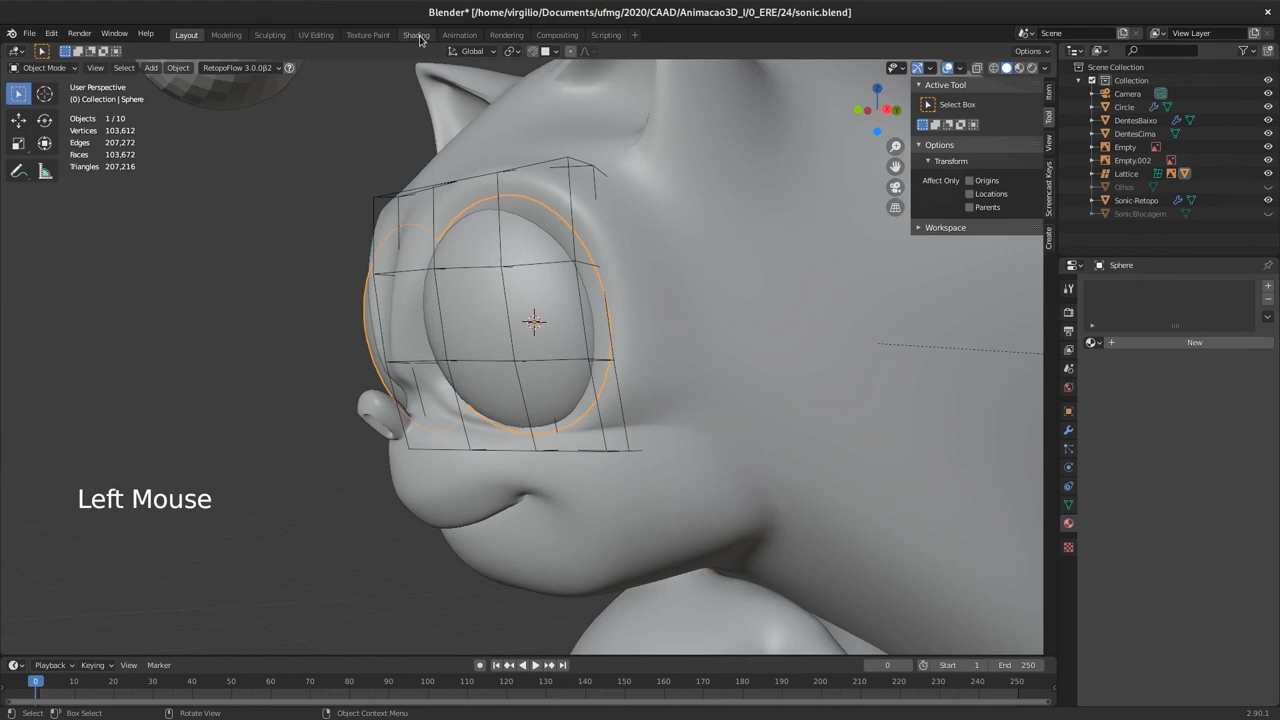 Blender* [/home/virgilio/Documents/ufmg/2020/CAAD/Animacao3D_I/0_ERE/24/sonic.blend]
File Edit Render Window Help Layout Modeling Sculpting UV Editing Texture Paint Shading Animation Rendering Compositing Scripting + Scene View Layer
Global Options
Object Mode View Select Add Object RetopoFlow 3.0.0β2
User Perspective
(0) Collection | Sphere
Objects 1 / 10
Vertices 103,612
Edges 207,272
Faces 103,672
Triangles 207,216
Active Tool
Select Box
Options
Transform
Affect Only Origins
Locations
Parents
Workspace
Item
Tool
View
Screencast Keys
Create
Scene Collection
Collection
Camera
Circle
DentesBaixo
DentesCima
Empty
Empty.002
Lattice
Olhos
Sonic-Retopo
SonicBlocagem
Sphere
New
Left Mouse
Playback Keying View Marker 0 Start 1 End 250
0 10 20 30 40 50 60 70 80 90 100 110 120 130 140 150 160 170 180 190 200 210 220 230 240 250
Select Box Select Rotate View Object Context Menu 2.90.1